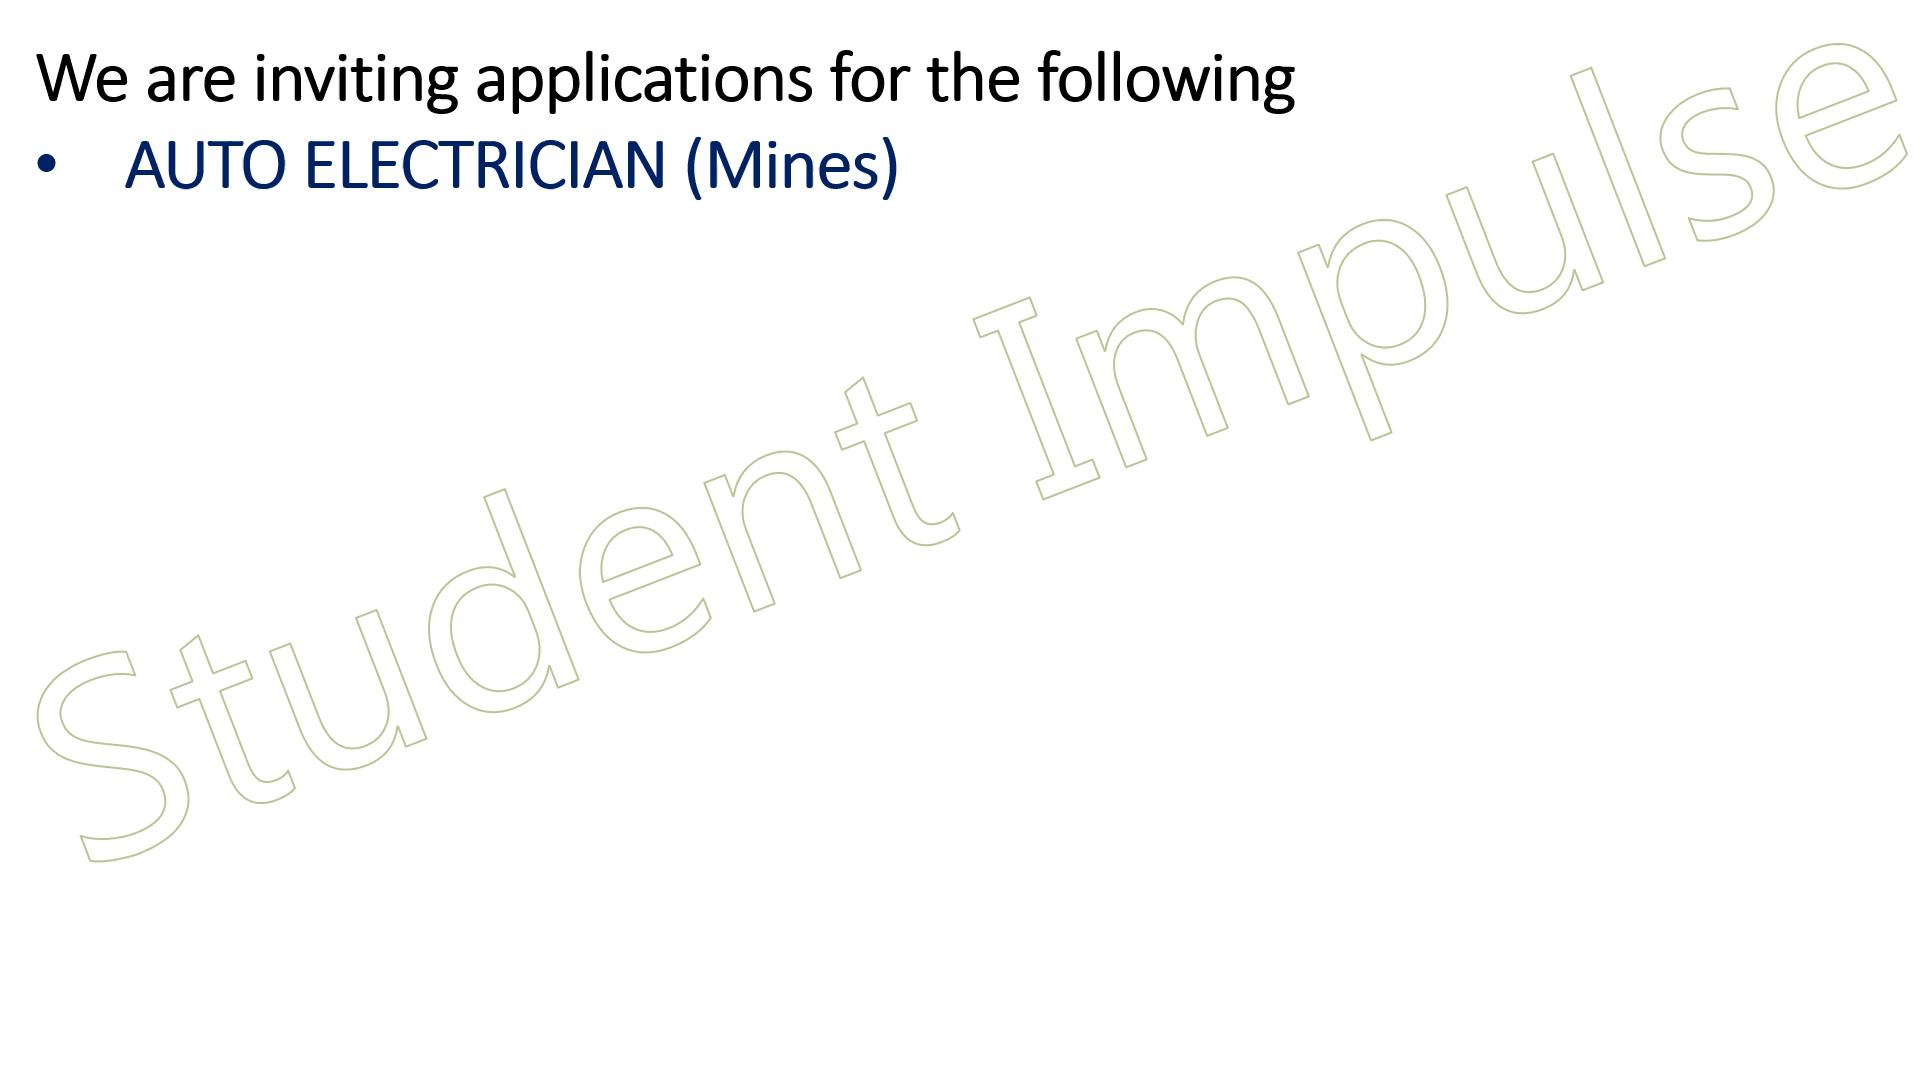 We are inviting applications for the following
• AUTO ELECTRICIAN (Mines)
Student Impulse